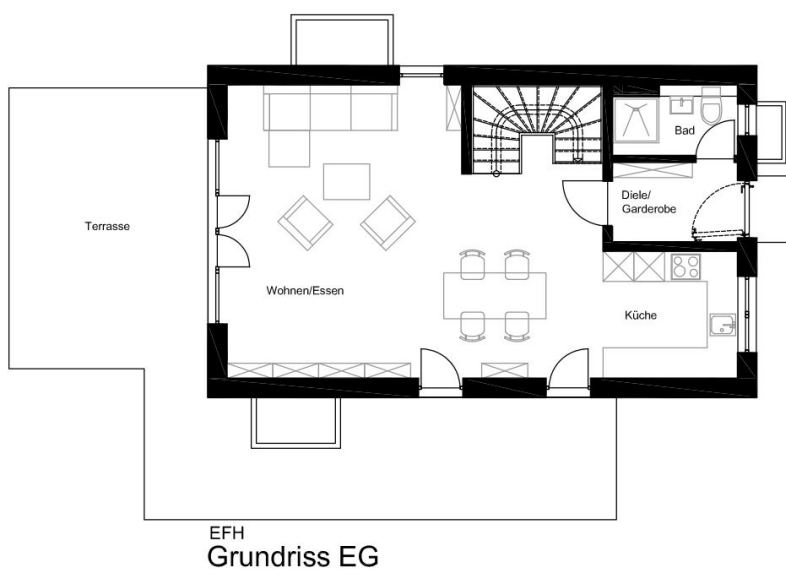 Bad
Diele/
Garderobe
Terrasse
Wohnen/Essen
Küche
EFH
Grundriss EG